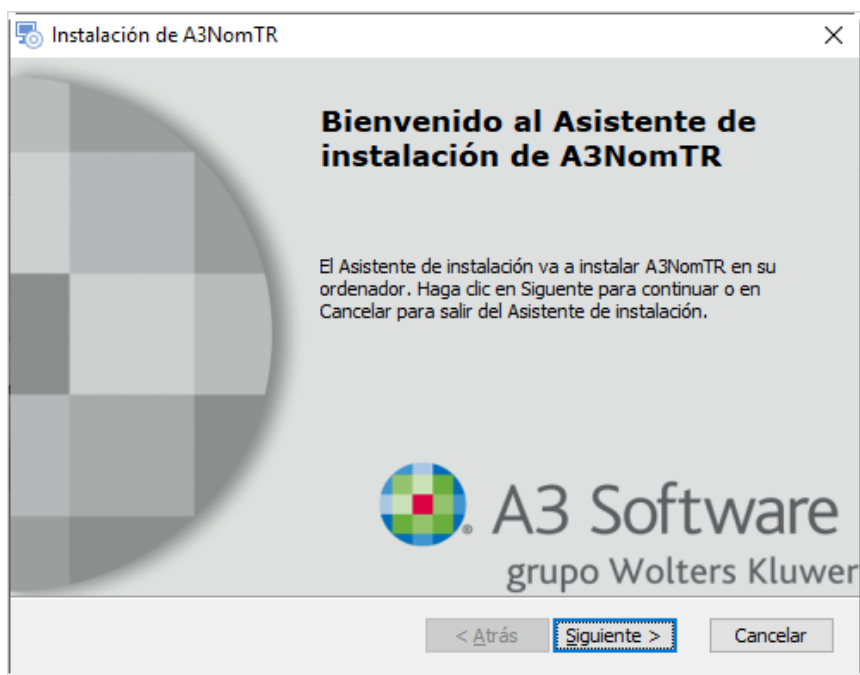 Instalación de A3NomTR
Bienvenido al Asistente de
instalación de A3NomTR
El Asistente de instalación va a instalar A3NomTR en su
ordenador. Haga clic en Siguente para continuar o en
Cancelar para salir del Asistente de instalación.
A3 Software
grupo Wolters Kluwer
< Atrás
Siguiente >
Cancelar